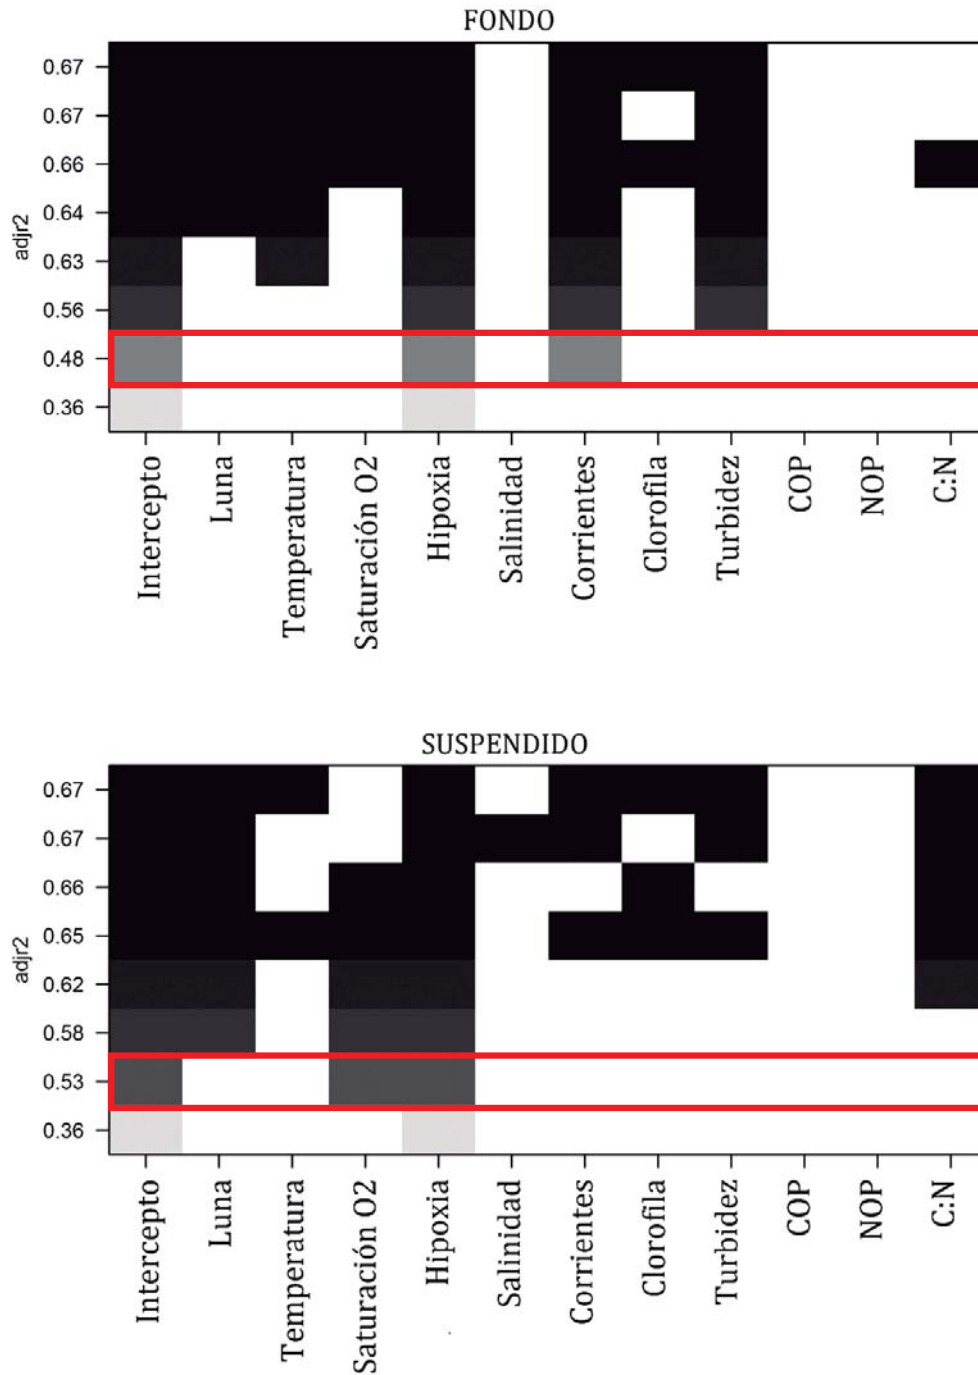 FONDO
0.67
0.67
0.66
0.64
0.63
0.56
0.48
0.36
adjr2
Intercepto
Luna
Temperatura
Saturación O2
Hipoxia
Salinidad
Corrientes
Clorofila
Turbidez
COP
NOP
C:N
SUSPENDIDO
0.67
0.67
0.66
0.65
0.62
0.58
0.53
0.36
adjr2
Intercepto
Luna
Temperatura
Saturación O2
Hipoxia
Salinidad
Corrientes
Clorofila
Turbidez
COP
NOP
C:N